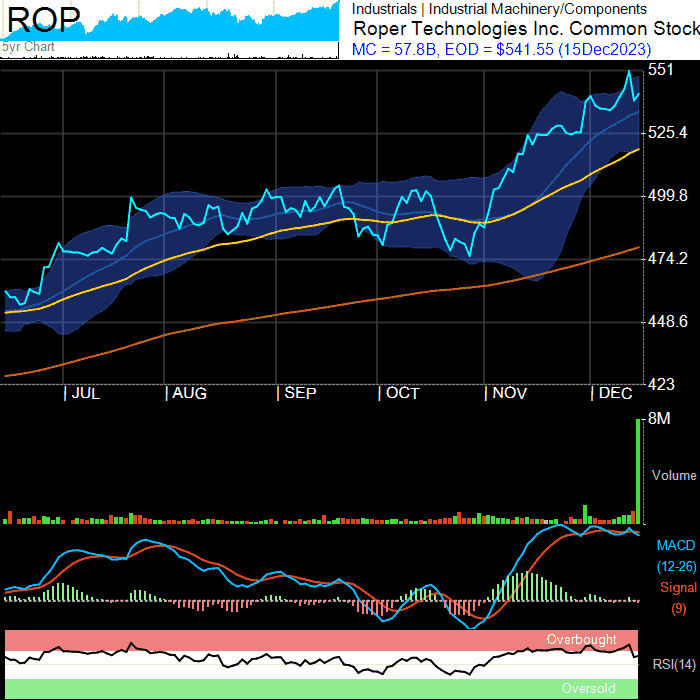 ROP
5yr Chart
Industrials | Industrial Machinery/Components
Roper Technologies Inc. Common Stock
MC = 57.8B, EOD = $541.55 (15Dec2023)
551
525.4
499.8
474.2
448.6
423
JUL
AUG
SEP
OCT
NOV
DEC
8M
Volume
MACD
(12-26)
Signal
(9)
Overbought
RSI(14)
Oversold